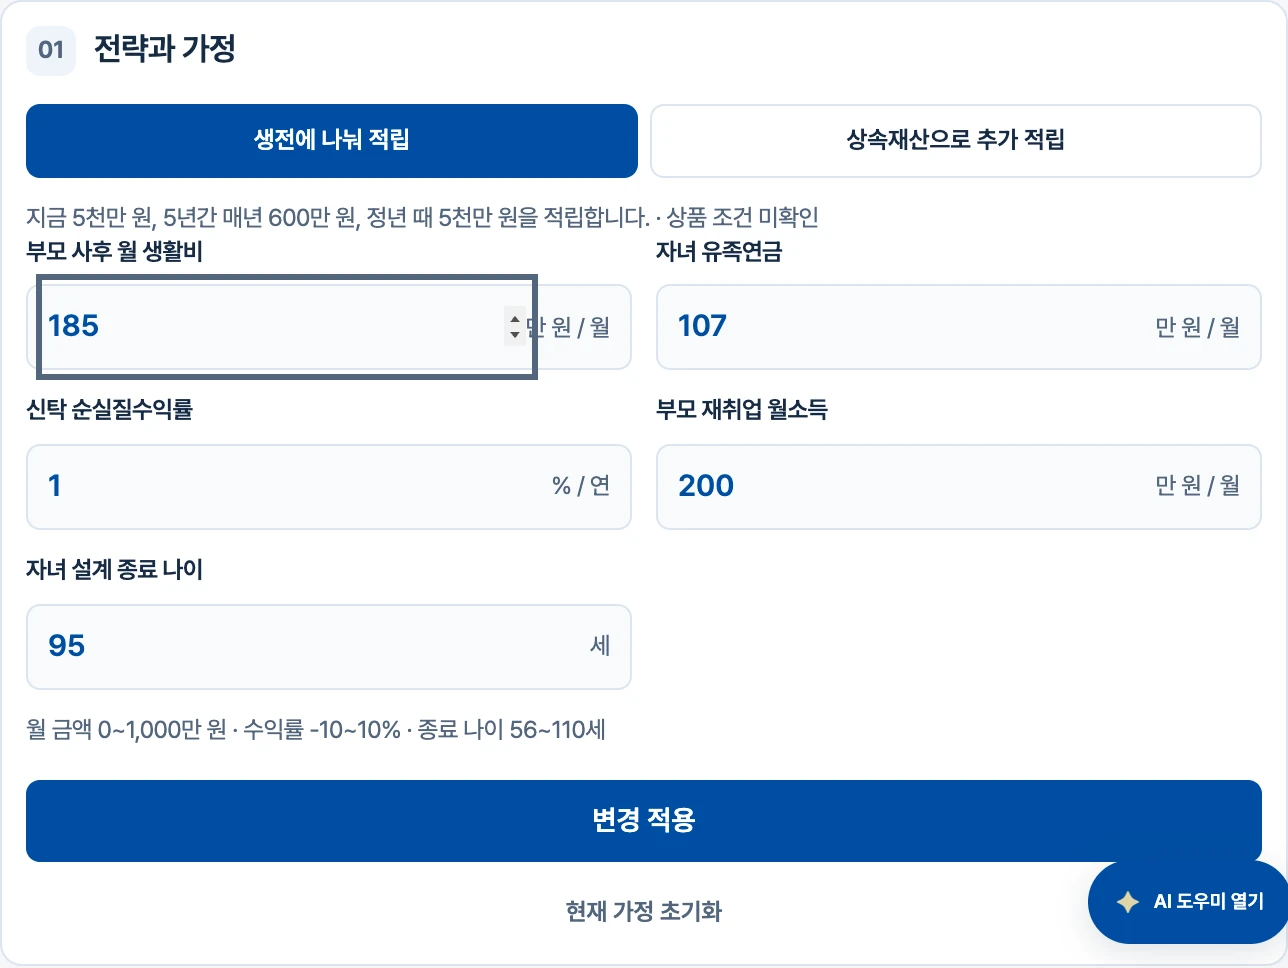 01 전략과 가정
생전에 나눠 적립
상속재산으로 추가 적립
지금 5천만 원, 5년간 매년 600만 원, 정년 때 5천만 원을 적립합니다. · 상품 조건 미확인
부모 사후 월 생활비
185 만 원 / 월
자녀 유족연금
107 만 원 / 월
신탁 순실질수익률
1 % / 연
부모 재취업 월소득
200 만 원 / 월
자녀 설계 종료 나이
95 세
월 금액 0~1,000만 원 · 수익률 -10~10% · 종료 나이 56~110세
변경 적용
현재 가정 초기화
AI 도우미 열기